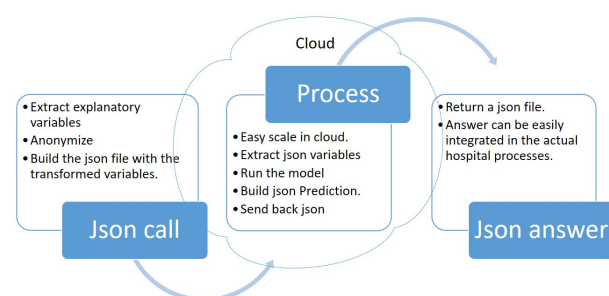 Cloud
• Extract explanatory
variables
• Anonymize
• Build the json file with the
transformed variables.
Json call
Process
• Easy scale in cloud.
• Extract json variables
• Run the model
• Build json Prediction.
• Send back json
• Return a json file.
• Answer can be easily
integrated in the actual
hospital processes.
Json answer